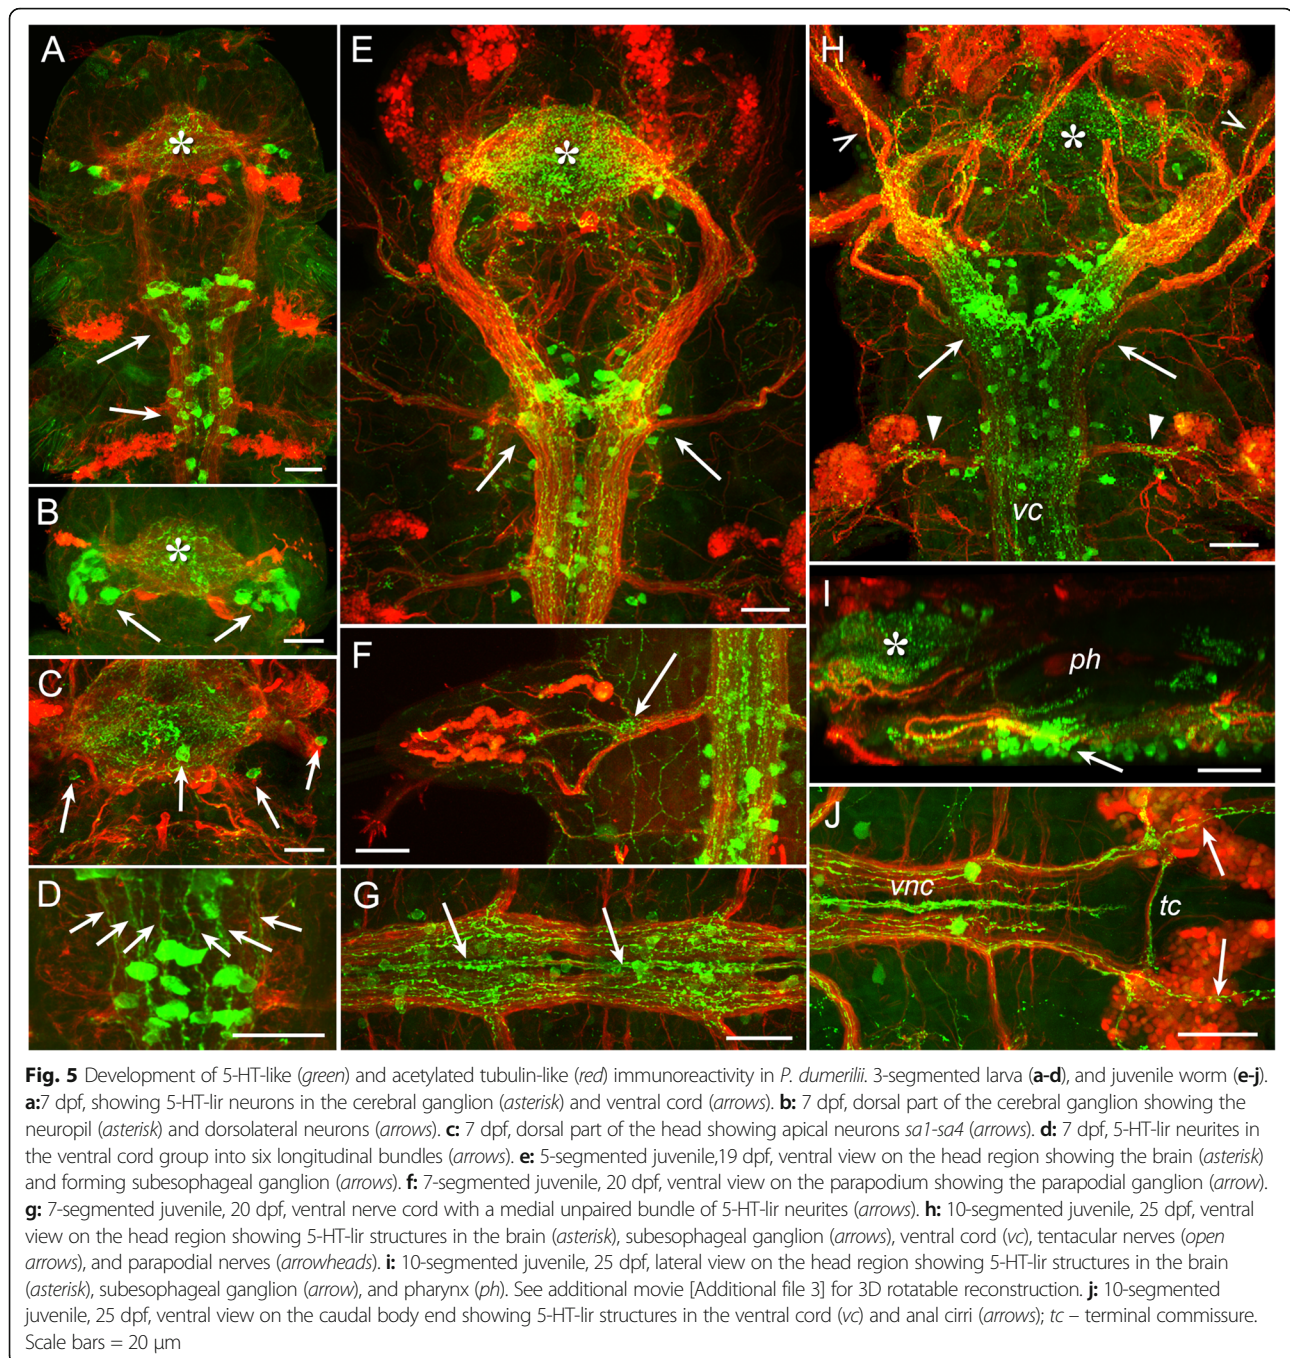 A
E
H
*
*
*
>
>
B
*
vc
C
F
I
*
ph
D
G
J
vnc
tc
Fig. 5 Development of 5-HT-like (green) and acetylated tubulin-like (red) immunoreactivity in P. dumerilii. 3-segmented larva (a-d), and juvenile worm (e-j).
a:7 dpf, showing 5-HT-lir neurons in the cerebral ganglion (asterisk) and ventral cord (arrows). b: 7 dpf, dorsal part of the cerebral ganglion showing the
neuropil (asterisk) and dorsolateral neurons (arrows). c: 7 dpf, dorsal part of the head showing apical neurons sa1-sa4 (arrows). d: 7 dpf, 5-HT-lir neurites in
the ventral cord group into six longitudinal bundles (arrows). e: 5-segmented juvenile,19 dpf, ventral view on the head region showing the brain (asterisk)
and forming subesophageal ganglion (arrows). f: 7-segmented juvenile, 20 dpf, ventral view on the parapodium showing the parapodial ganglion (arrow).
g: 7-segmented juvenile, 20 dpf, ventral nerve cord with a medial unpaired bundle of 5-HT-lir neurites (arrows). h: 10-segmented juvenile, 25 dpf, ventral
view on the head region showing 5-HT-lir structures in the brain (asterisk), subesophageal ganglion (arrows), ventral cord (vc), tentacular nerves (open
arrows), and parapodial nerves (arrowheads). i: 10-segmented juvenile, 25 dpf, lateral view on the head region showing 5-HT-lir structures in the brain
(asterisk), subesophageal ganglion (arrow), and pharynx (ph). See additional movie [Additional file 3] for 3D rotatable reconstruction. j: 10-segmented
juvenile, 25 dpf, ventral view on the caudal body end showing 5-HT-lir structures in the ventral cord (vc) and anal cirri (arrows); tc – terminal commissure.
Scale bars = 20 μm